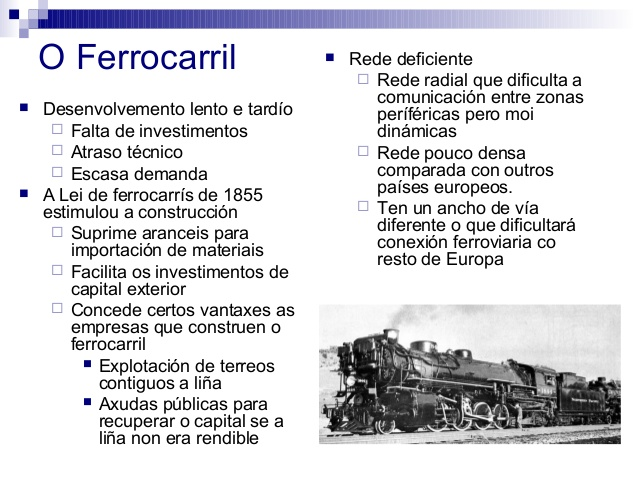 O Ferrocarril
Desenvolvemento lento e tardío
Falta de investimentos
Atraso técnico
Escasa demanda
A Lei de ferrocarrís de 1855
estimulou a construcción
Suprime aranceis para
importación de materiais
Facilita os investimentos de
capital exterior
Concede certos vantaxes as
empresas que construen o
ferrocarril
Explotación de terreos
contiguos a liña
Axudas públicas para
recuperar o capital se a
liña non era rendible
Rede deficiente
Rede radial que dificulta a
comunicación entre zonas
períféricas pero moi
dinámicas
Rede pouco densa
comparada con outros
países europeos.
Ten un ancho de vía
diferente o que dificultará
conexión ferroviaria co
resto de Europa